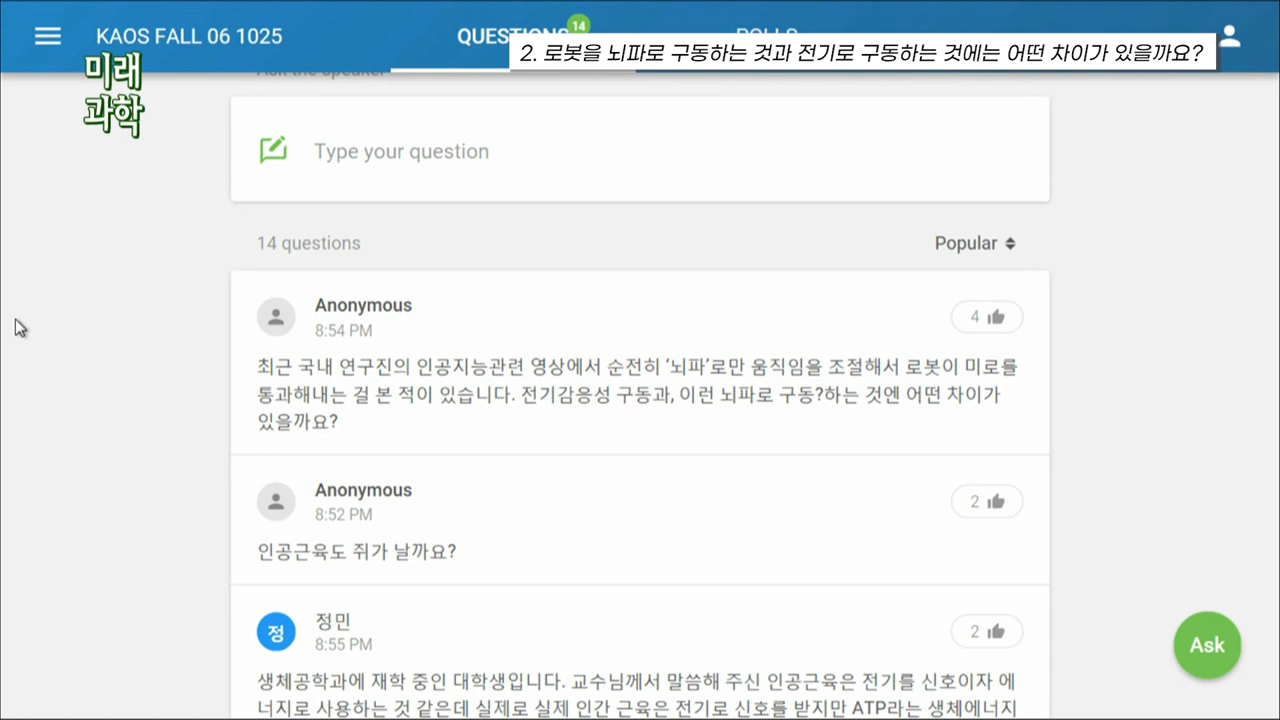 KAOS FALL 06 1025
QUESTIONS
14
POLLS
2. 로봇을 뇌파로 구동하는 것과 전기로 구동하는 것에는 어떤 차이가 있을까요?
미래
과학
Ask the speaker
Type your question
14 questions
Popular
Anonymous
8:54 PM
4
최근 국내 연구진의 인공지능관련 영상에서 순전히 ‘뇌파’로만 움직임을 조절해서 로봇이 미로를
통과해내는 걸 본 적이 있습니다. 전기감응성 구동과, 이런 뇌파로 구동?하는 것엔 어떤 차이가
있을까요?
Anonymous
8:52 PM
2
인공근육도 쥐가 날까요?
정
정민
8:55 PM
2
생체공학과에 재학 중인 대학생입니다. 교수님께서 말씀해 주신 인공근육은 전기를 신호이자 에
너지로 사용하는 것 같은데 실제로 실제 인간 근육은 전기로 신호를 받지만 ATP라는 생체에너지
Ask